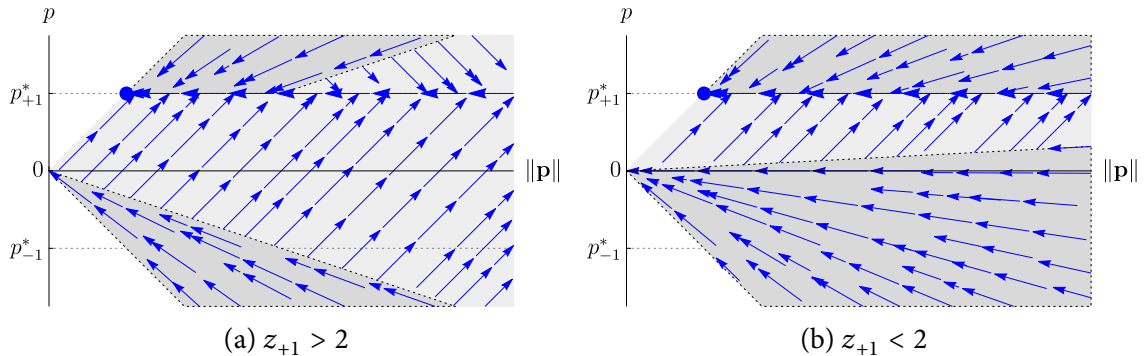 p
p*₊₁
0
p*₋₁
‖p‖
(a) z₊₁ > 2
p
p*₊₁
0
p*₋₁
‖p‖
(b) z₊₁ < 2